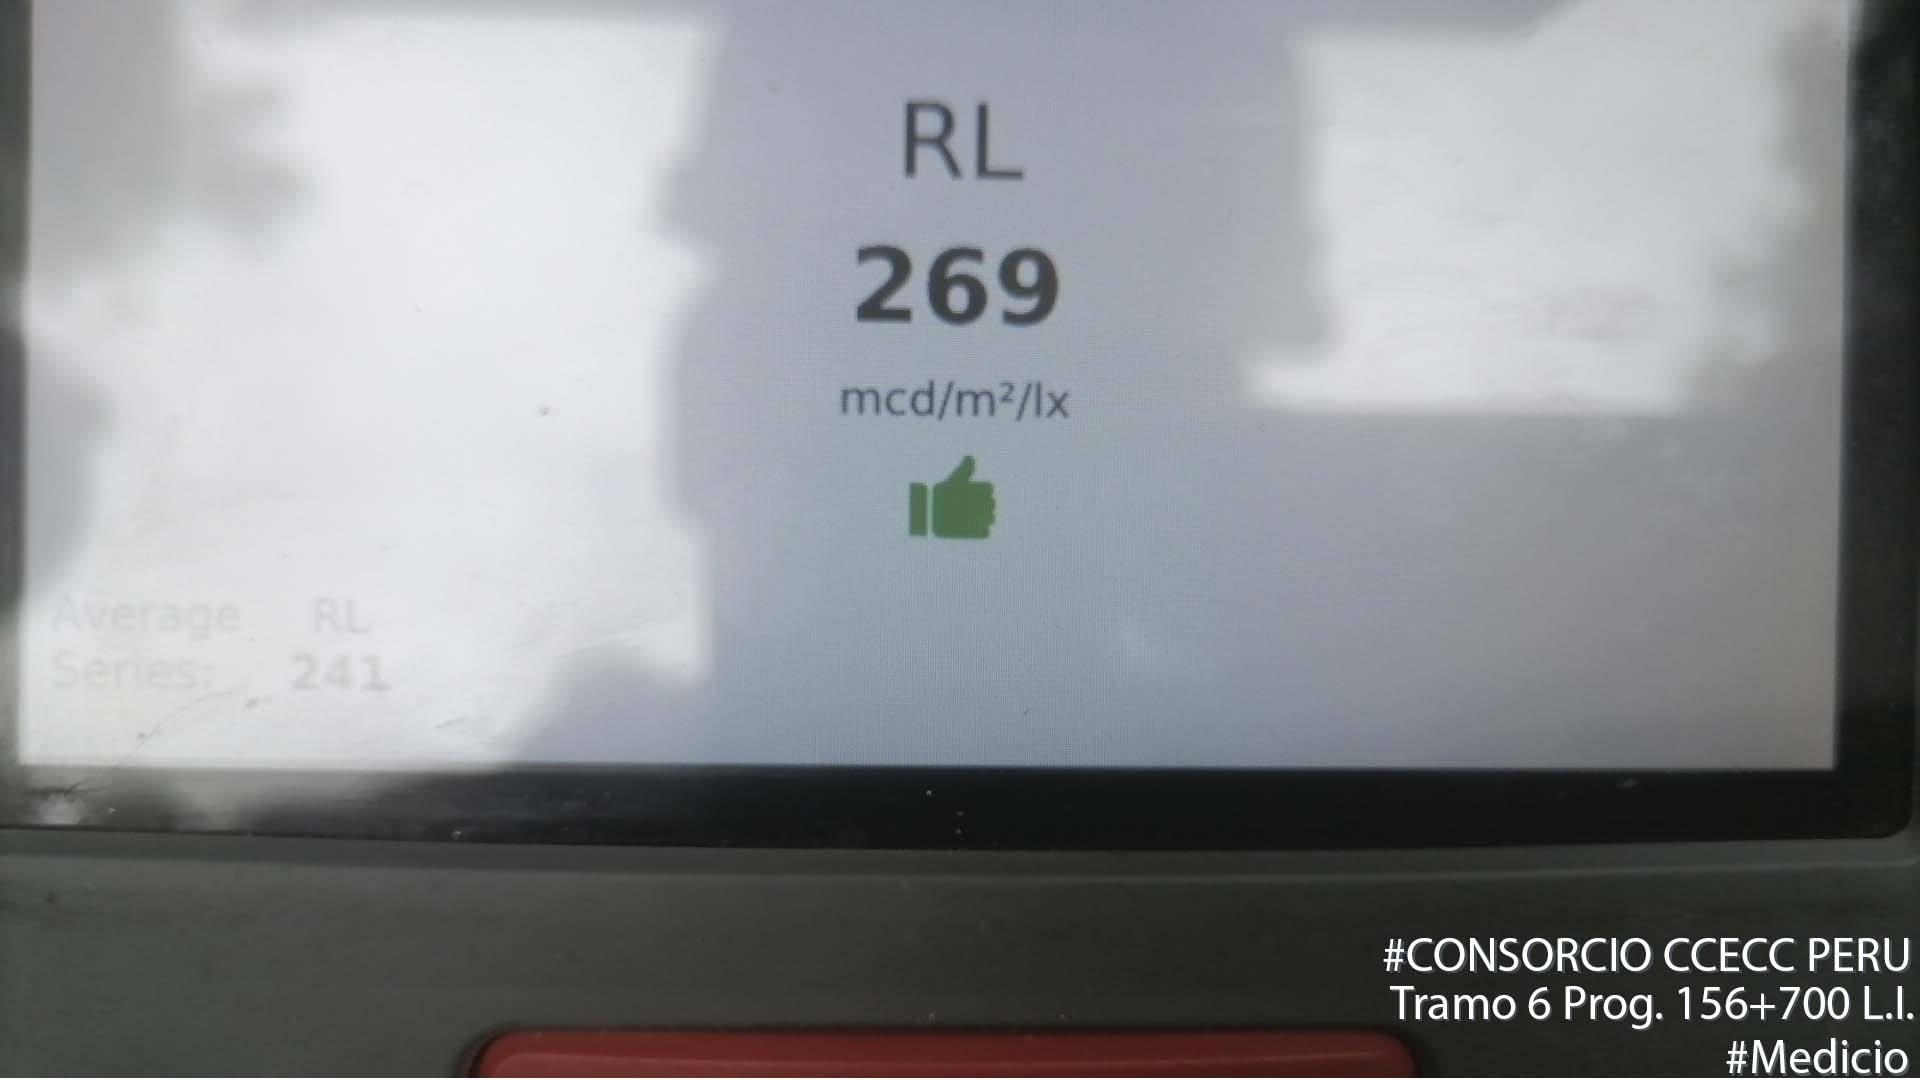 RL
269
mcd/m²/lx
Average RL
Series: 241
#CONSORCIO CCECC PERU
Tramo 6 Prog. 156+700 L.I.
#Medicio